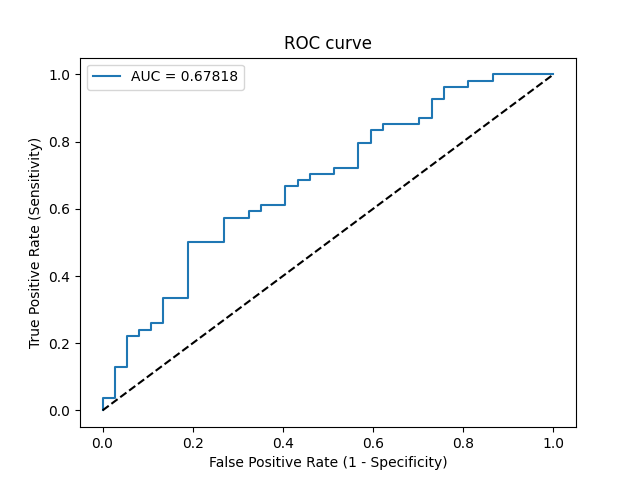 ROC curve
AUC = 0.67818
True Positive Rate (Sensitivity)
1.0
0.8
0.6
0.4
0.2
0.0
0.0 0.2 0.4 0.6 0.8 1.0
False Positive Rate (1 - Specificity)